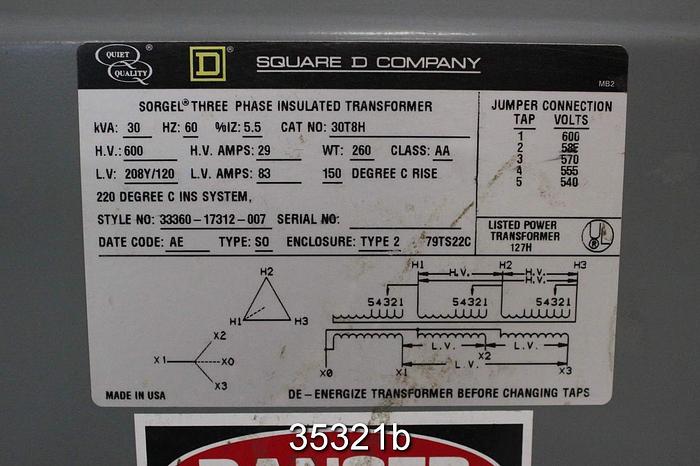 QUIET QUALITY ®
D ®
SQUARE D COMPANY
MB2
SORGEL® THREE PHASE INSULATED TRANSFORMER
kVA: 30 HZ: 60 %IZ: 5.5 CAT NO: 30T8H
H.V.: 600 H.V. AMPS: 29 WT: 260 CLASS: AA
L.V: 208Y/120 L.V. AMPS: 83 150 DEGREE C RISE
220 DEGREE C INS SYSTEM,
STYLE NO: 33360-17312-007 SERIAL NO:
DATE CODE: AE TYPE: SO ENCLOSURE: TYPE 2 79TS22C
JUMPER CONNECTION
TAP VOLTS
1 600
2 585
3 570
4 555
5 540
LISTED POWER
TRANSFORMER
127H
UL ®
H2
H1 H3
X2
X1 X0
X3
H1 H.V. H2 H.V. H3
H.V.
54321 54321 54321
L.V. L.V.
X0 X1 X2 X3
L.V.
MADE IN USA
DE-ENERGIZE TRANSFORMER BEFORE CHANGING TAPS
35321b
DANGER